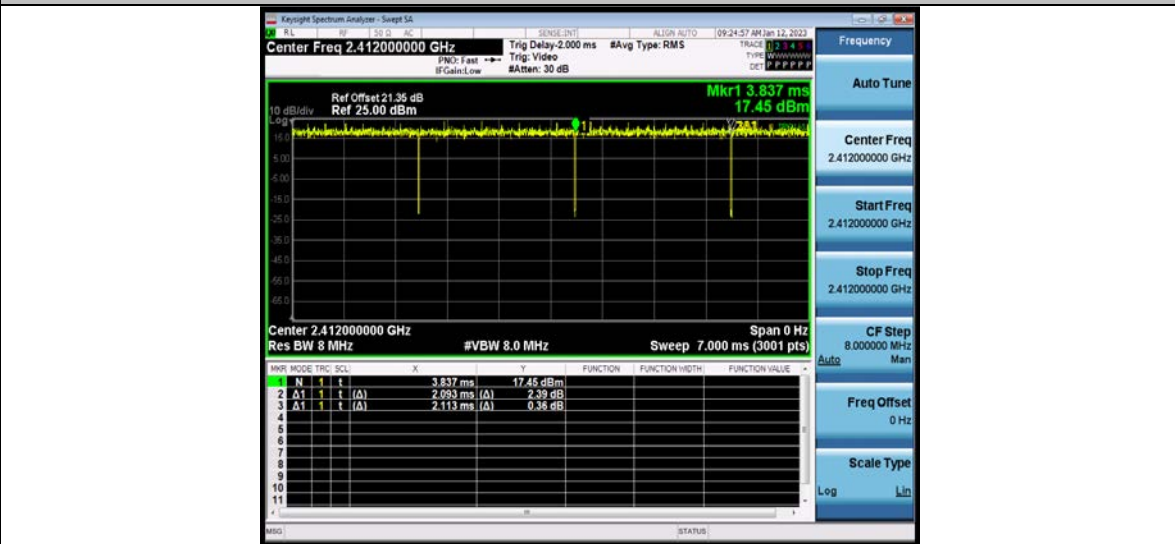 Keysight Spectrum Analyzer - Swept SA
RL RF 50 Ω AC SENSE:INT ALIGN AUTO 09:24:57 AM Jan 12, 2023
Center Freq 2.412000000 GHz
PNO: Fast
IFGain:Low
Trig Delay-2.000 ms
Trig: Video
#Atten: 30 dB
#Avg Type: RMS
TRACE 1 2 3 4 5 6
TYPE WWWWWW
DET P P P P P P
Frequency
Auto Tune
Center Freq
2.412000000 GHz
Start Freq
2.412000000 GHz
Stop Freq
2.412000000 GHz
CF Step
8.000000 MHz
Auto Man
Freq Offset
0 Hz
Scale Type
Log Lin
Mkr1 3.837 ms
17.45 dBm
Ref Offset 21.35 dB
10 dB/div Ref 25.00 dBm
Log
1
15.0
5.00
-5.00
-15.0
-25.0
-35.0
-45.0
-55.0
-65.0
Center 2.412000000 GHz Span 0 Hz
Res BW 8 MHz #VBW 8.0 MHz Sweep 7.000 ms (3001 pts)
MKR MODE TRC SCL X Y FUNCTION FUNCTION WIDTH FUNCTION VALUE
1 N 1 t 3.837 ms 17.45 dBm
2 Δ1 1 t (Δ) 2.093 ms (Δ) 2.39 dB
3 Δ1 1 t (Δ) 2.113 ms (Δ) 0.36 dB
4
5
6
7
8
9
10
11
MSG STATUS